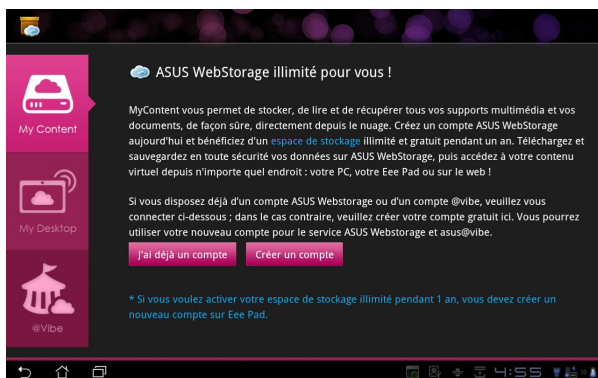 ASUS WebStorage illimité pour vous !
MyContent vous permet de stocker, de lire et de récupérer tous vos supports multimédia et vos
documents, de façon sûre, directement depuis le nuage. Créez un compte ASUS WebStorage
aujourd'hui et bénéficiez d'un espace de stockage illimité et gratuit pendant un an. Téléchargez et
sauvegardez en toute sécurité vos données sur ASUS WebStorage, puis accédez à votre contenu
virtuel depuis n'importe quel endroit : votre PC, votre Eee Pad ou sur le web !
Si vous disposez déjà d'un compte ASUS WebStorage ou d'un compte @vibe, veuillez vous
connecter ci-dessous ; dans le cas contraire, veuillez créer votre compte gratuit ici. Vous pourrez
utiliser votre nouveau compte pour le service ASUS Webstorage et asus@vibe.
J'ai déjà un compte
Créer un compte
* Si vous voulez activer votre espace de stockage illimité pendant 1 an, vous devez créer un
nouveau compte sur Eee Pad.
My Content
My Desktop
@Vibe
4:55